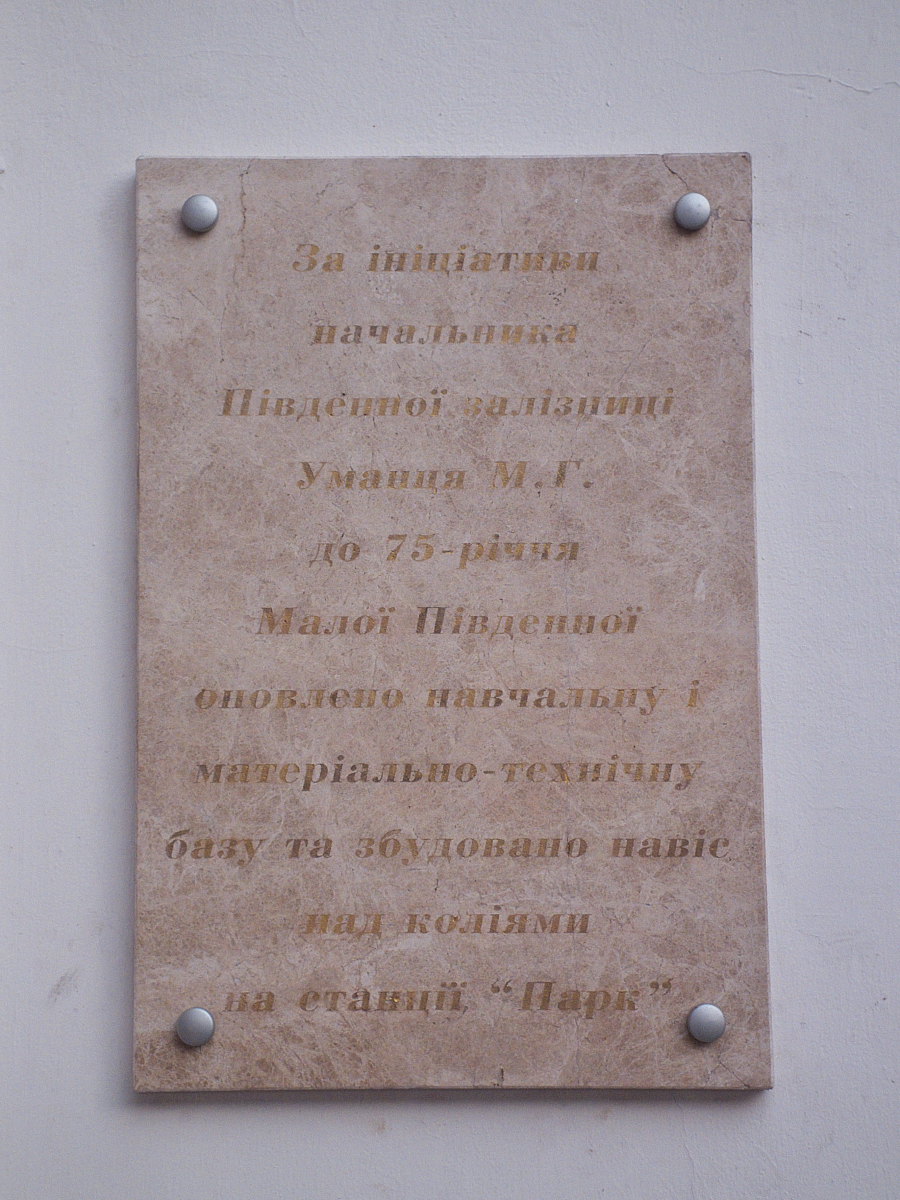 За ініціативи
начальника
Південної залізниці
Уманця М.Г.
до 75-річчя
Малої Південної
оновлено навчальну і
матеріально-технічну
базу та збудовано навіс
над коліями
на станції “Парк”